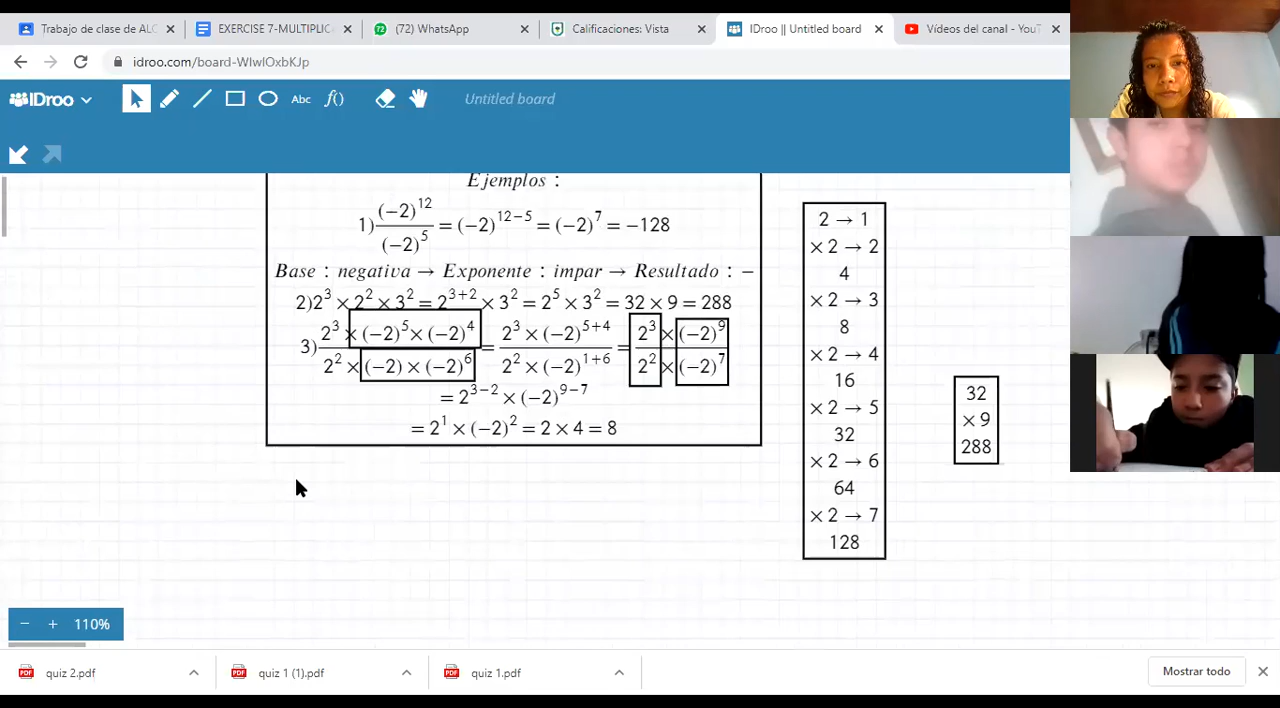 Trabajo de clase de ALG
EXERCISE 7-MULTIPLIC
(72) WhatsApp
Calificaciones: Vista
IDroo || Untitled board
Vídeos del canal - YouT
idroo.com/board-WIwIOxbKJp
IDroo
Abc
f()
Untitled board
Ejemplos :
1) (-2)^12 / (-2)^5 = (-2)^12-5 = (-2)^7 = -128
Base : negativa → Exponente : impar → Resultado : -
2)2^3 × 2^2 × 3^2 = 2^3+2 × 3^2 = 2^5 × 3^2 = 32 × 9 = 288
3) 2^3 × (-2)^5 × (-2)^4 / 2^2 × (-2) × (-2)^6 = 2^3 × (-2)^5+4 / 2^2 × (-2)^1+6 = 2^3 × (-2)^9 / 2^2 × (-2)^7
= 2^3-2 × (-2)^9-7
= 2^1 × (-2)^2 = 2 × 4 = 8
2 → 1
× 2 → 2
4
× 2 → 3
8
× 2 → 4
16
× 2 → 5
32
× 2 → 6
64
× 2 → 7
128
32
× 9
288
110%
quiz 2.pdf
quiz 1 (1).pdf
quiz 1.pdf
Mostrar todo